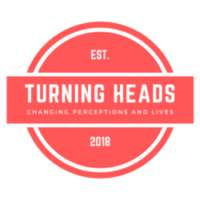 EST.
TURNING HEADS
CHANGING PERCEPTIONS AND LIVES
2018